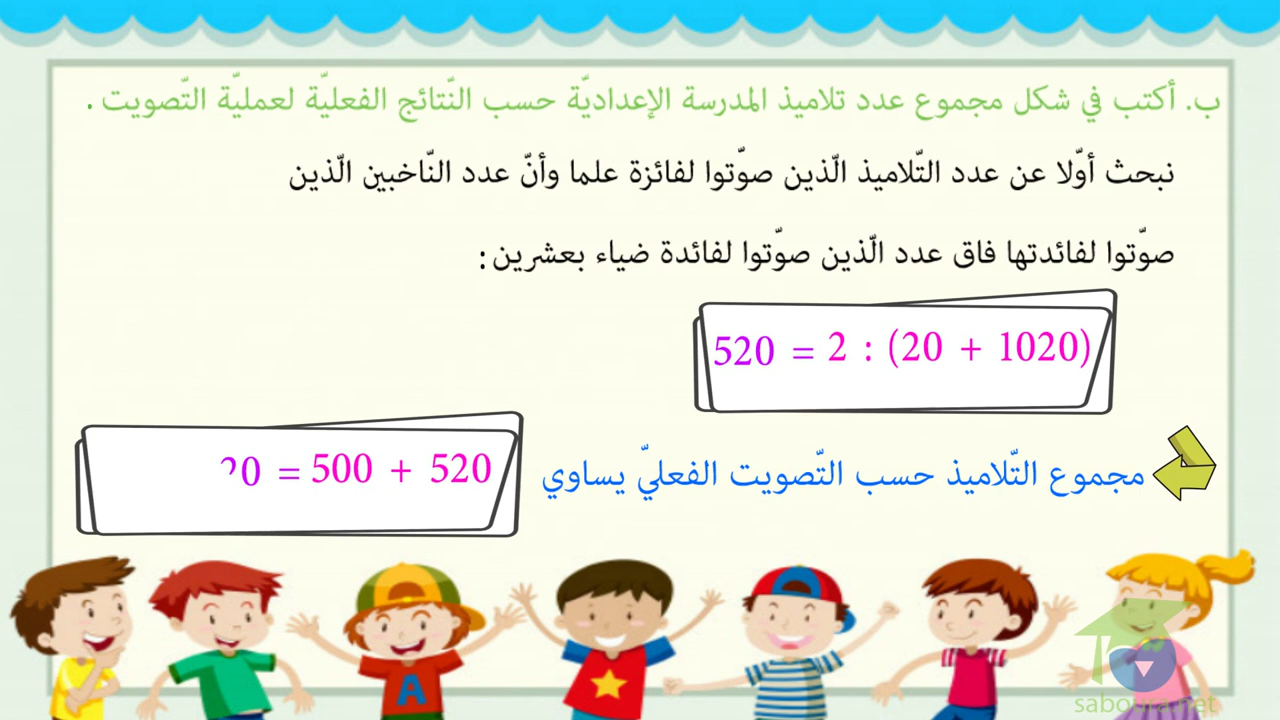 ب. أكتب في شكل مجموع عدد تلاميذ المدرسة الإعداديّة حسب النّتائج الفعليّة لعمليّة التّصويت .
نبحث أوّلا عن عدد التّلاميذ الّذين صوّتوا لفائزة علما وأنّ عدد النّاخبين الّذين
صوّتوا لفائدتها فاق عدد الّذين صوّتوا لفائدة ضياء بعشرين :
520 = 2 : (20 + 1020)
مجموع التّلاميذ حسب التّصويت الفعليّ يساوي
20 = 500 + 520
A
saboura.net